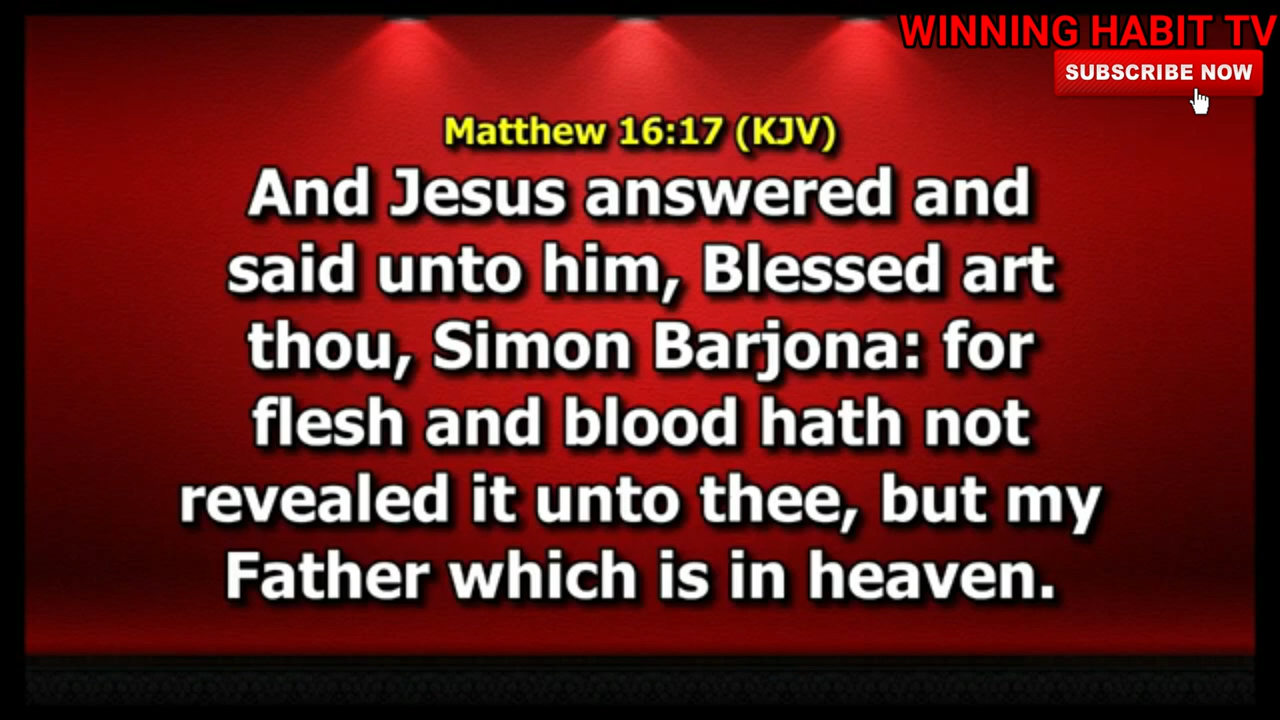 WINNING HABIT TV
SUBSCRIBE NOW
Matthew 16:17 (KJV)
And Jesus answered and
said unto him, Blessed art
thou, Simon Barjona: for
flesh and blood hath not
revealed it unto thee, but my
Father which is in heaven.